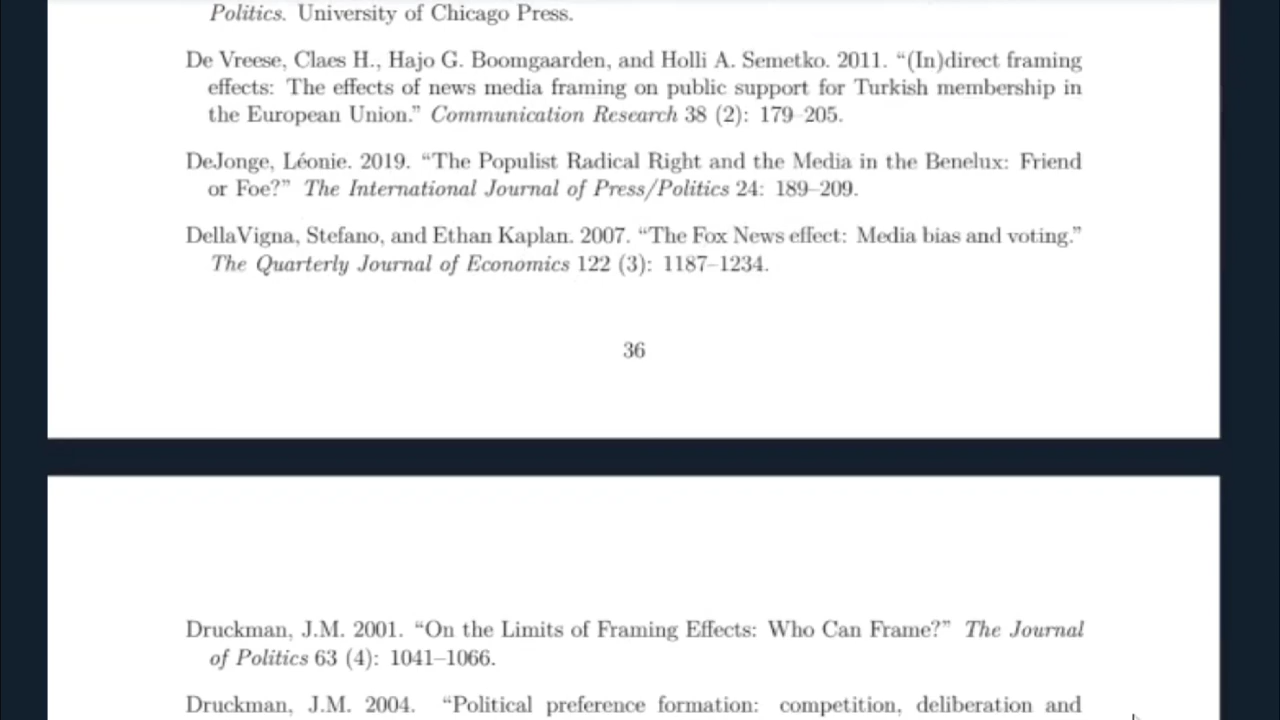 Politics. University of Chicago Press.
De Vreese, Claes H., Hajo G. Boomgaarden, and Holli A. Semetko. 2011. “(In)direct framing
effects: The effects of news media framing on public support for Turkish membership in
the European Union.” Communication Research 38 (2): 179–205.
DeJonge, Léonie. 2019. “The Populist Radical Right and the Media in the Benelux: Friend
or Foe?” The International Journal of Press/Politics 24: 189–209.
DellaVigna, Stefano, and Ethan Kaplan. 2007. “The Fox News effect: Media bias and voting.”
The Quarterly Journal of Economics 122 (3): 1187–1234.
36
Druckman, J.M. 2001. “On the Limits of Framing Effects: Who Can Frame?” The Journal
of Politics 63 (4): 1041–1066.
Druckman, J.M. 2004. “Political preference formation: competition, deliberation and